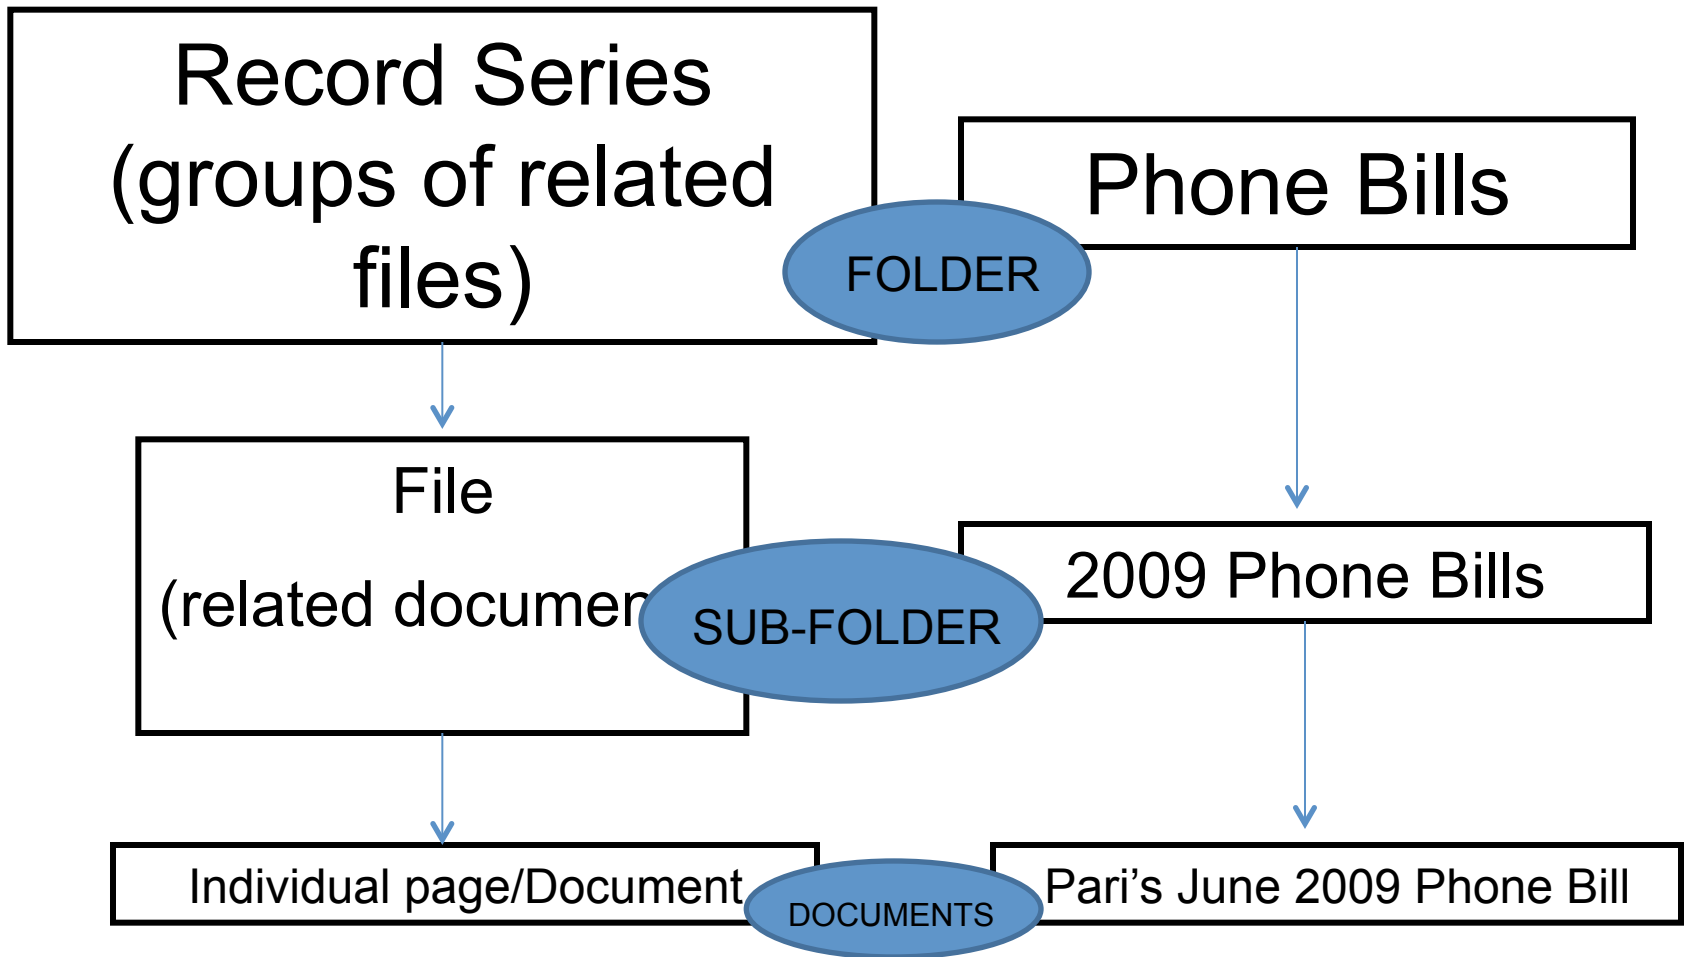 Record Series
(groups of related
files)
Phone Bills
FOLDER
File
(related documen
2009 Phone Bills
SUB-FOLDER
Individual page/Document
Pari’s June 2009 Phone Bill
DOCUMENTS